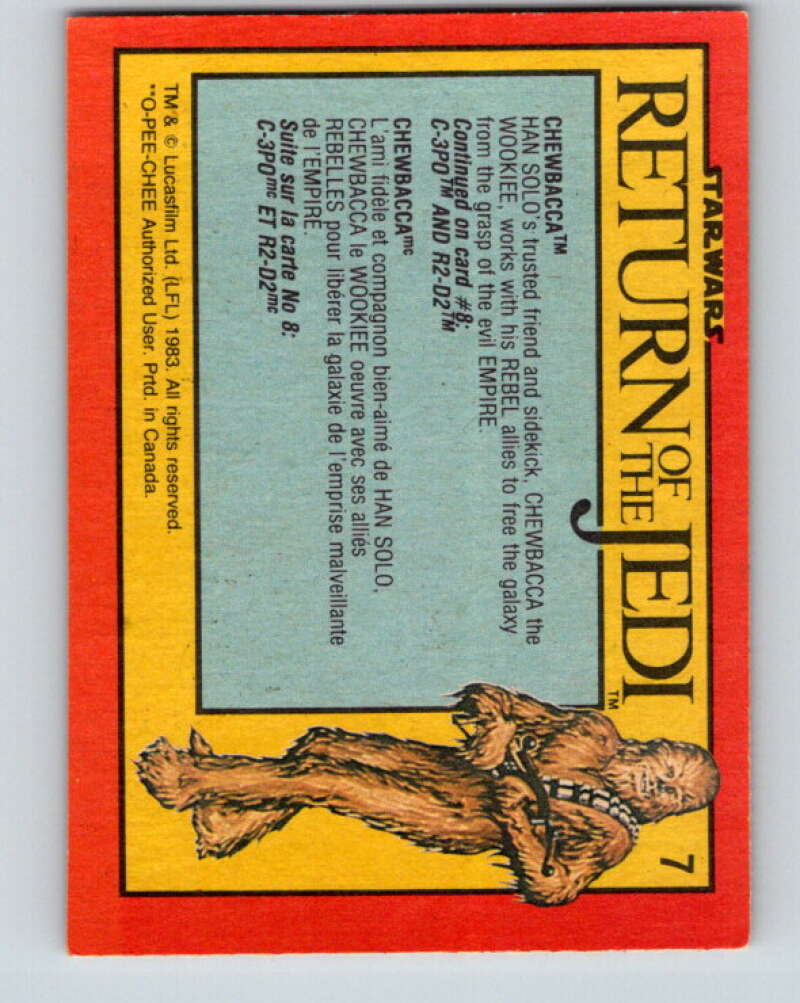 STAR WARS
RETURN OF THE JEDI™
7
CHEWBACCA™
HAN SOLO's trusted friend and sidekick, CHEWBACCA the
WOOKIEE, works with his REBEL allies to free the galaxy
from the grasp of the evil EMPIRE.
Continued on card #8:
C-3PO™ AND R2-D2™
CHEWBACCAmc
L'ami fidèle et compagnon bien-aimé de HAN SOLO,
CHEWBACCA le WOOKIEE oeuvre avec ses alliés
REBELLES pour libérer la galaxie de l'emprise malveillante
de l'EMPIRE.
Suite sur la carte No 8:
C-3POmc ET R2-D2mc
TM & © Lucasfilm Ltd. (LFL) 1983. All rights reserved.
**O-PEE-CHEE Authorized User. Prtd. in Canada.